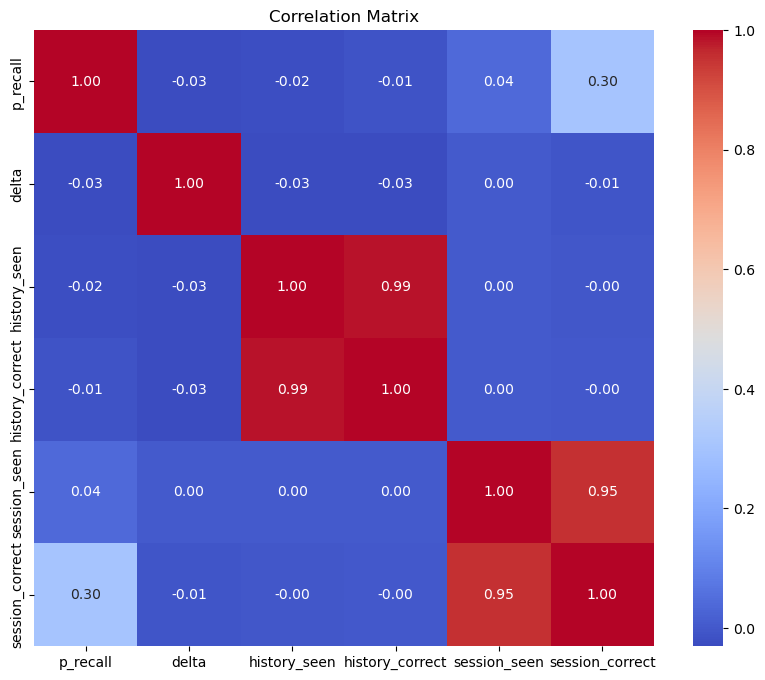 Correlation Matrix
p_recall 1.00 -0.03 -0.02 -0.01 0.04 0.30
delta -0.03 1.00 -0.03 -0.03 0.00 -0.01
history_seen -0.02 -0.03 1.00 0.99 0.00 -0.00
history_correct -0.01 -0.03 0.99 1.00 0.00 -0.00
session_seen 0.04 0.00 0.00 0.00 1.00 0.95
session_correct 0.30 -0.01 -0.00 -0.00 0.95 1.00
p_recall delta history_seen history_correct session_seen session_correct
1.0
0.8
0.6
0.4
0.2
0.0